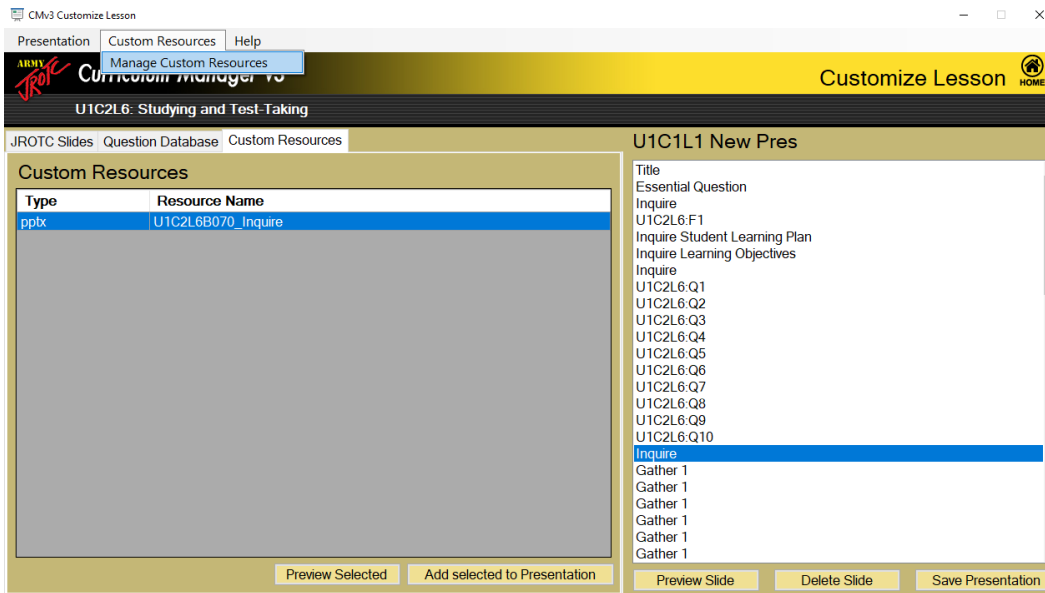 CMv3 Customize Lesson
Presentation Custom Resources Help
Manage Custom Resources
ARMY JROTC
Curriculum Manager v3
Customize Lesson
HOME
U1C2L6: Studying and Test-Taking
JROTC Slides Question Database Custom Resources
Custom Resources
Type Resource Name
pptx U1C2L6B070_Inquire
Preview Selected Add selected to Presentation
U1C1L1 New Pres
Title
Essential Question
Inquire
U1C2L6:F1
Inquire Student Learning Plan
Inquire Learning Objectives
Inquire
U1C2L6:Q1
U1C2L6:Q2
U1C2L6:Q3
U1C2L6:Q4
U1C2L6:Q5
U1C2L6:Q6
U1C2L6:Q7
U1C2L6:Q8
U1C2L6:Q9
U1C2L6:Q10
Inquire
Gather 1
Gather 1
Gather 1
Gather 1
Gather 1
Gather 1
Preview Slide Delete Slide Save Presentation